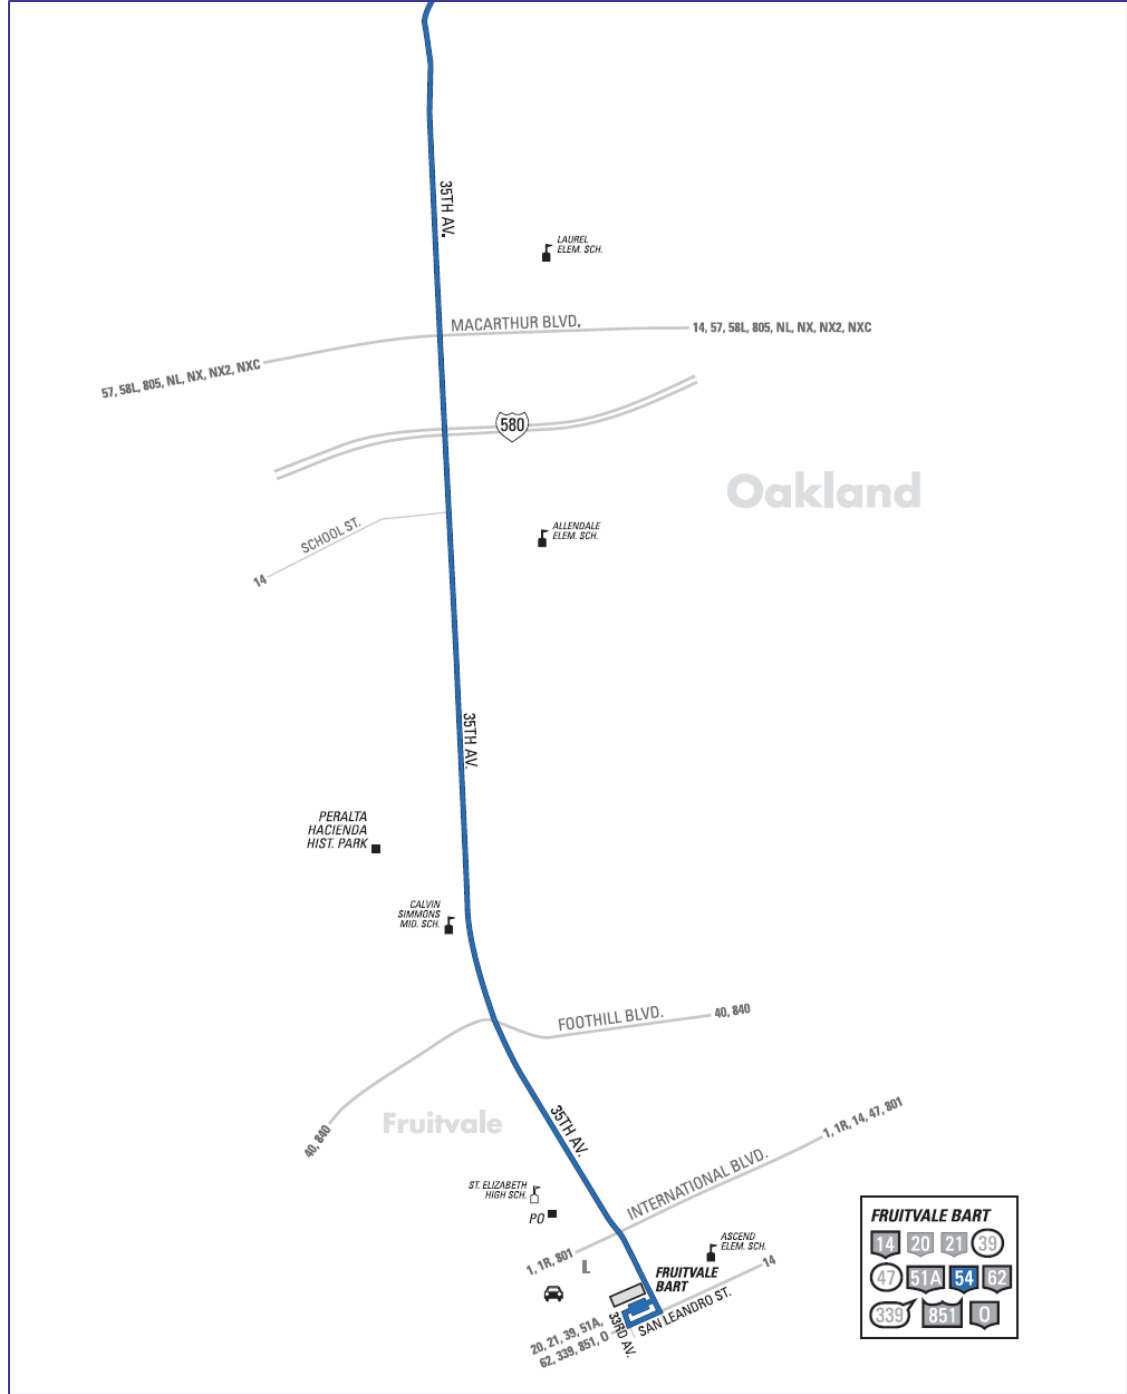 35TH AV.
LAUREL
ELEM. SCH.
MACARTHUR BLVD.
14, 57, 58L, 805, NL, NX, NX2, NXC
57, 58L, 805, NL, NX, NX2, NXC
580
Oakland
SCHOOL ST.
14
ALLENDALE
ELEM. SCH.
35TH AV.
PERALTA
HACIENDA
HIST. PARK
CALVIN
SIMMONS
MID. SCH.
FOOTHILL BLVD.
40, 840
40, 840
Fruitvale
35TH AV.
1, 1R, 14, 47, 801
INTERNATIONAL BLVD.
ST. ELIZABETH
HIGH SCH.
PO
1, 1R, 801
L
ASCEND
ELEM. SCH.
14
FRUITVALE
BART
SAN LEANDRO ST.
33RD AV.
20, 21, 39, 51A,
62, 339, 851, O
FRUITVALE BART
14 20 21 39
47 51A 54 62
339 851 O